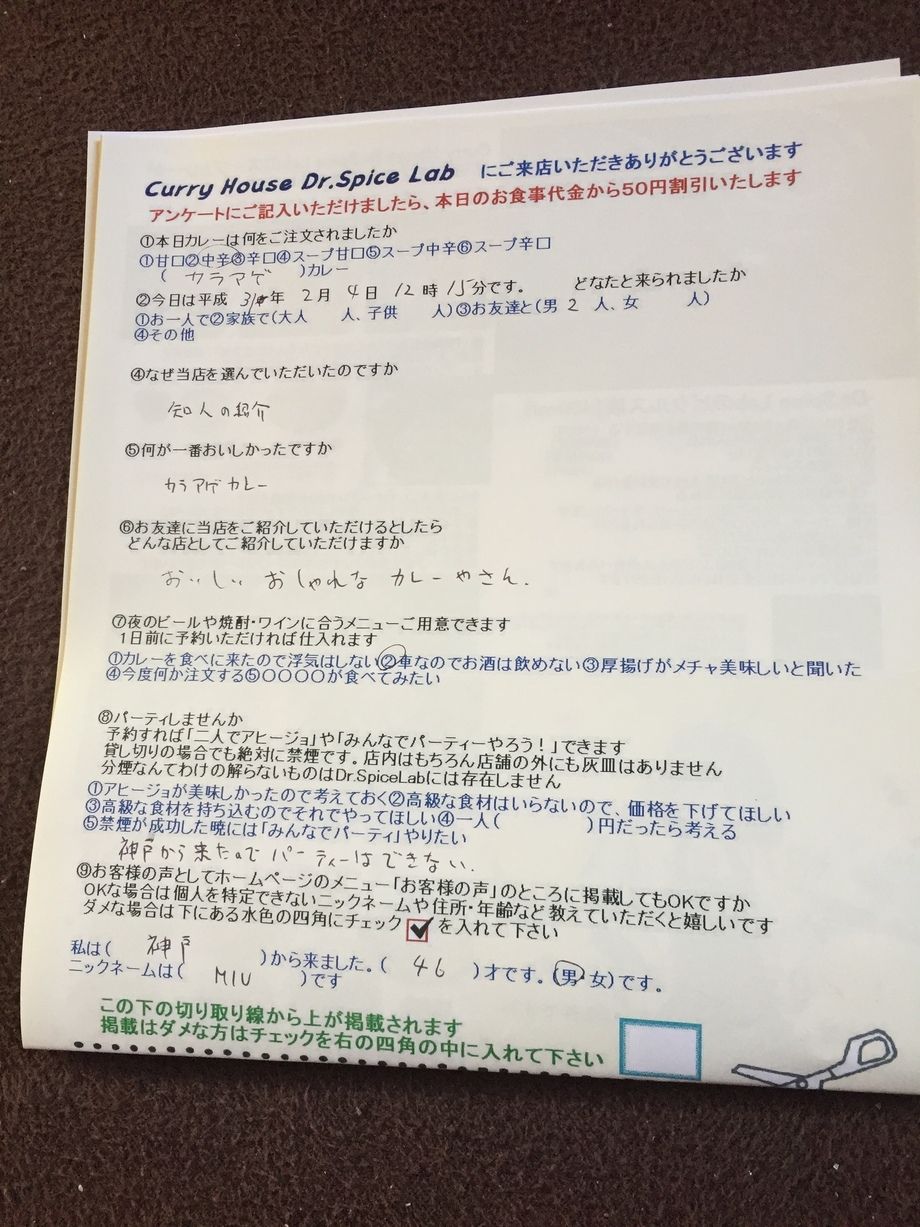 Curry House Dr.Spice Lab にご来店いただきありがとうございます
アンケートにご記入いただけましたら、本日のお食事代金から50円割引いたします
①本日カレーは何をご注文されましたか
①甘口②中辛③辛口④スープ甘口⑤スープ中辛⑥スープ辛口
(カラアゲ)カレー
②今日は平成31年2月4日12時15分です。 どなたと来られましたか
①お一人で②家族で(大人 人、子供 人)③お友達と(男2人、女 人)
④その他
④なぜ当店を選んでいただいたのですか
知人の紹介
⑤何が一番おいしかったですか
カラアゲカレー
⑥お友達に当店をご紹介していただけるとしたら
どんな店としてご紹介していただけますか
おいしい おしゃれな カレーやさん.
⑦夜のビールや焼酎・ワインに合うメニューご用意できます
1日前に予約いただければ仕入れます
①カレーを食べに来たので浮気はしない②車なのでお酒は飲めない③厚揚げがメチャ美味しいと聞いた
④今度何か注文する⑤〇〇〇〇が食べてみたい
⑧パーティしませんか
予約すれば「二人でアヒージョ」や「みんなでパーティーやろう!」できます
貸し切りの場合でも絶対に禁煙です。店内はもちろん店舗の外にも灰皿はありません
分煙なんてわけの解らないものはDr.SpiceLabには存在しません
①アヒージョが美味しかったので考えておく②高級な食材はいらないので、価格を下げてほしい
③高級な食材を持ち込むのでそれでやってほしい④一人( )円だったら考える
⑤禁煙が成功した暁には「みんなでパーティ」やりたい
神戸から来たのでパーティーはできない.
⑨お客様の声としてホームページのメニュー「お客様の声」のところに掲載してもOKですか
OKな場合は個人を特定できないニックネームや住所・年齢など教えていただくと嬉しいです
ダメな場合は下にある水色の四角にチェック☑を入れて下さい
私は(神戸)から来ました。(46)才です。(男・女)です。
ニックネームは(MIU)です
この下の切り取り線から上が掲載されます
掲載はダメな方はチェックを右の四角の中に入れて下さい